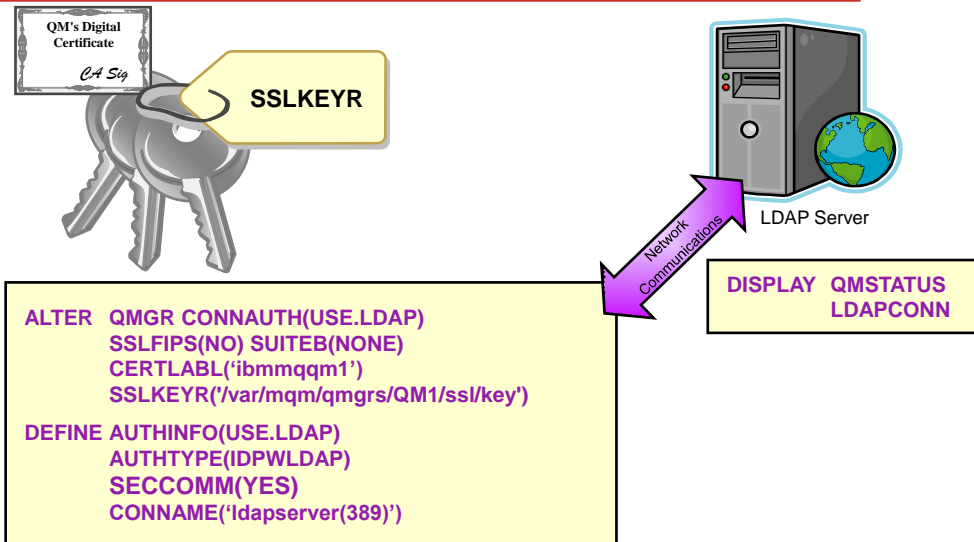 QM's Digital
Certificate
CA Sig
SSLKEYR
LDAP Server
Network
Communications
DISPLAY QMSTATUS
LDAPCONN
ALTER QMGR CONNAUTH(USE.LDAP)
SSLFIPS(NO) SUITEB(NONE)
CERTLABL(‘ibmmqqm1’)
SSLKEYR('/var/mqm/qmgrs/QM1/ssl/key')
DEFINE AUTHINFO(USE.LDAP)
AUTHTYPE(IDPWLDAP)
SECCOMM(YES)
CONNAME(‘ldapserver(389)’)